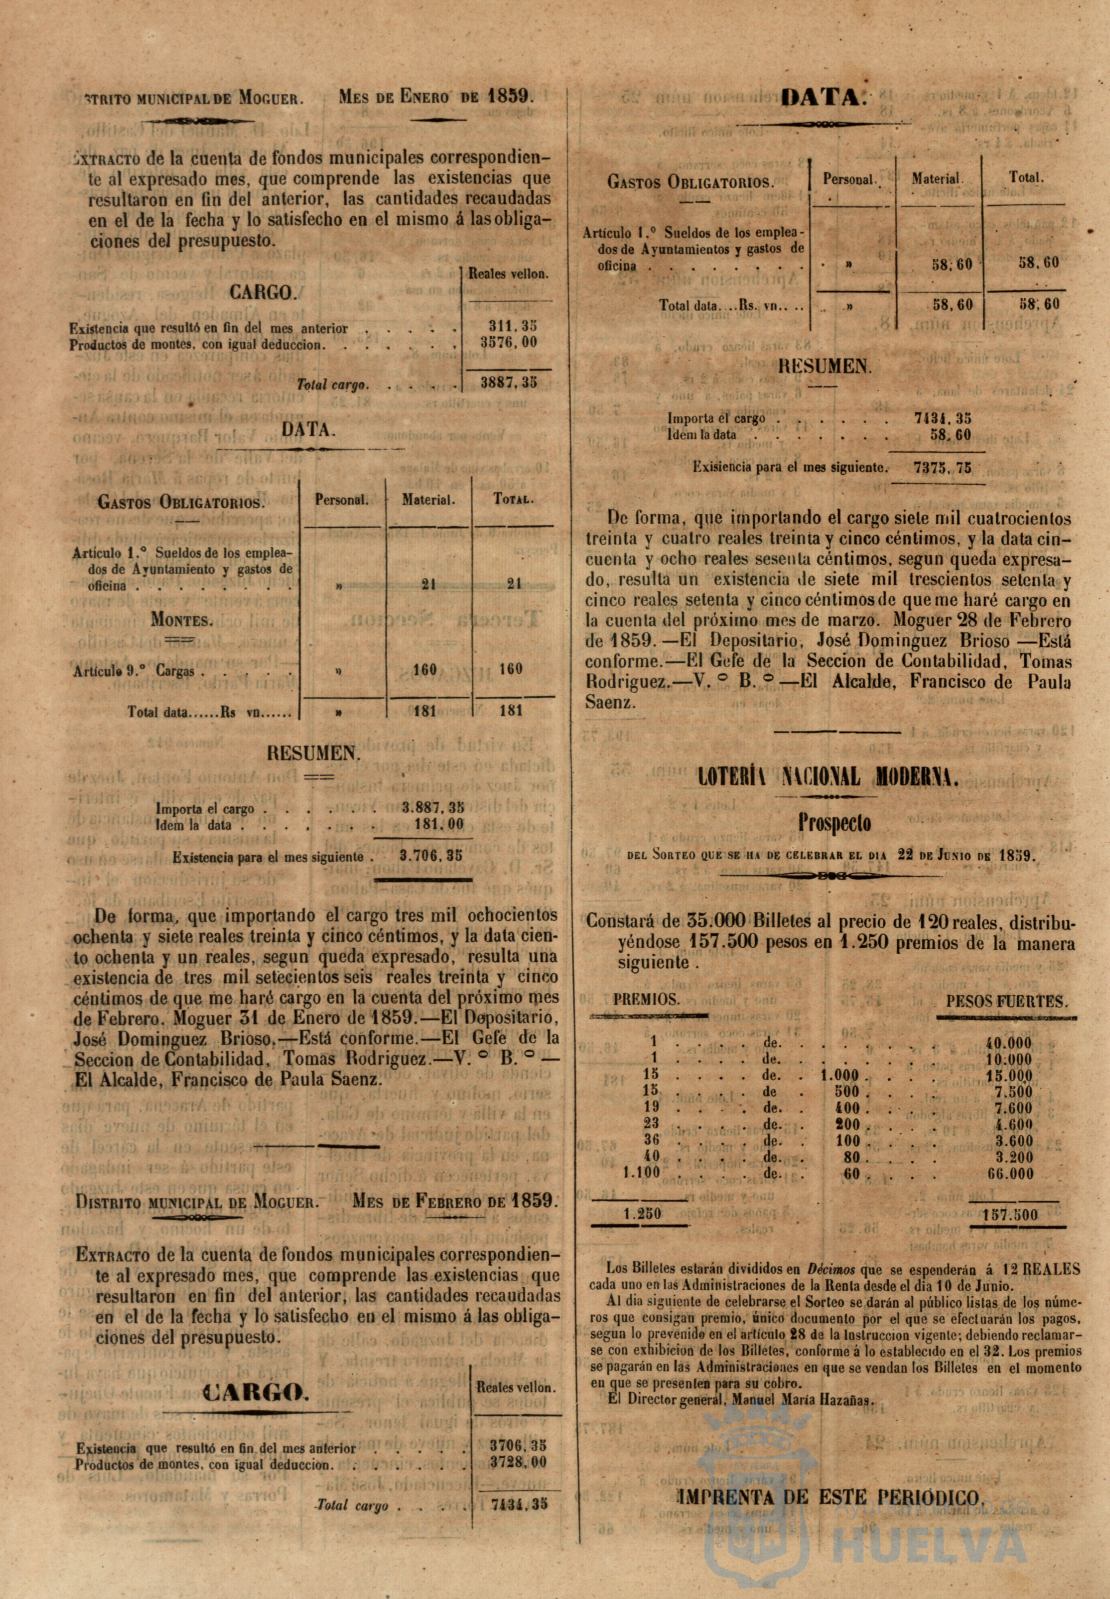 STRITO MUNICIPAL DE MOGUER. MES DE ENERO DE 1859.
EXTRACTO de la cuenta de fondos municipales correspondien-
te al expresado mes, que comprende las existencias que
resultaron en fin del anterior, las cantidades recaudadas
en el de la fecha y lo satisfecho en el mismo á las obliga-
ciones del presupuesto.
Reales vellon.
CARGO.
Existencia que resultó en fin del mes anterior . . . . . 311,35
Productos de montes, con igual deduccion. . . . . . . 3576,00
Total cargo. . . . . 3887,35
DATA.
GASTOS OBLIGATORIOS. Personal. Material. TOTAL.
Artículo 1.º Sueldos de los emplea-
dos de Ayuntamiento y gastos de
oficina . . . . . . . . » 21 21
MONTES.
Artículo 9.º Cargas . . . . . » 160 160
Total data......Rs vn...... » 181 181
RESUMEN.
Importa el cargo . . . . . . 3.887,35
Idem la data . . . . . . . 181,00
Existencia para el mes siguiente . 3.706,35
De forma, que importando el cargo tres mil ochocientos
ochenta y siete reales treinta y cinco céntimos, y la data cien-
to ochenta y un reales, segun queda expresado, resulta una
existencia de tres mil setecientos seis reales treinta y cinco
céntimos de que me haré cargo en la cuenta del próximo mes
de Febrero. Moguer 31 de Enero de 1859.—El Depositario,
José Dominguez Brioso,—Está conforme.—El Gefe de la
Seccion de Contabilidad, Tomas Rodriguez.—V.º B.º—
El Alcalde, Francisco de Paula Saenz.
DISTRITO MUNICIPAL DE MOGUER. MES DE FEBRERO DE 1859.
EXTRACTO de la cuenta de fondos municipales correspondien-
te al expresado mes, que comprende las existencias que
resultaron en fin del anterior, las cantidades recaudadas
en el de la fecha y lo satisfecho en el mismo á las obliga-
ciones del presupuesto.
CARGO. Reales vellon.
Existencia que resultó en fin del mes anterior . . . . . 3706,35
Productos de montes, con igual deduccion. . . . . . . 3728,00
Total cargo . . . . 7434,35
DATA.
GASTOS OBLIGATORIOS. Personal. Material. Total.
Artículo 1.º Sueldos de los emplea-
dos de Ayuntamientos y gastos de
oficina . . . . . . . . » 58,60 58,60
Total data....Rs. vn.. .. » 58,60 58,60
RESUMEN.
Importa el cargo . . . . . . 7434,35
Idem la data . . . . . . . 58,60
Exisiencia para el mes siguiente. 7375,75
De forma, que importando el cargo siete mil cuatrocientos
treinta y cuatro reales treinta y cinco céntimos, y la data cin-
cuenta y ocho reales sesenta céntimos, segun queda expresa-
do, resulta un existencia de siete mil trescientos setenta y
cinco reales setenta y cinco céntimos de que me haré cargo en
la cuenta del próximo mes de marzo. Moguer 28 de Febrero
de 1859. —El Depositario, José Dominguez Brioso —Está
conforme.—El Gefe de la Seccion de Contabilidad, Tomas
Rodriguez.—V.º B.º—El Alcalde, Francisco de Paula
Saenz.
LOTERÍA NACIONAL MODERNA.
Prospecto
DEL SORTEO QUE SE HA DE CELEBRAR EL DIA 22 DE JUNIO DE 1859.
Constará de 35.000 Billetes al precio de 120 reales, distribu-
yéndose 157.500 pesos en 1.250 premios de la manera
siguiente .
PREMIOS. PESOS FUERTES.
1 . . . . de. . . . . . . . . 40.000
1 . . . . de. . . . . . . . . 10.000
15 . . . . de. . 1.000 . . . . 15.000
15 . . . . de . 500 . . . . 7.500
19 . . . . de. . 400 . . . . 7.600
23 . . . . de. . 200 . . . . 4.600
36 . . . . de. . 100 . . . . 3.600
40 . . . . de. . 80 . . . . 3.200
1.100 . . . . de. . 60 . . . . 66.000
1.250 157.500
Los Billetes estarán divididos en Décimos que se espenderán á 12 REALES
cada uno en las Administraciones de la Renta desde el dia 10 de Junio.
Al dia siguiente de celebrarse el Sorteo se darán al público listas de los núme-
ros que consigan premio, único documento por el que se efectuarán los pagos,
segun lo prevenido en el artículo 28 de la Instruccion vigente; debiendo reclamar-
se con exhibicion de los Billetes, conforme á lo establecido en el 32. Los premios
se pagarán en las Administraciones en que se vendan los Billetes en el momento
en que se presenten para su cobro.
El Director general, Manuel María Hazañas.
IMPRENTA DE ESTE PERIÓDICO.
HUELVA